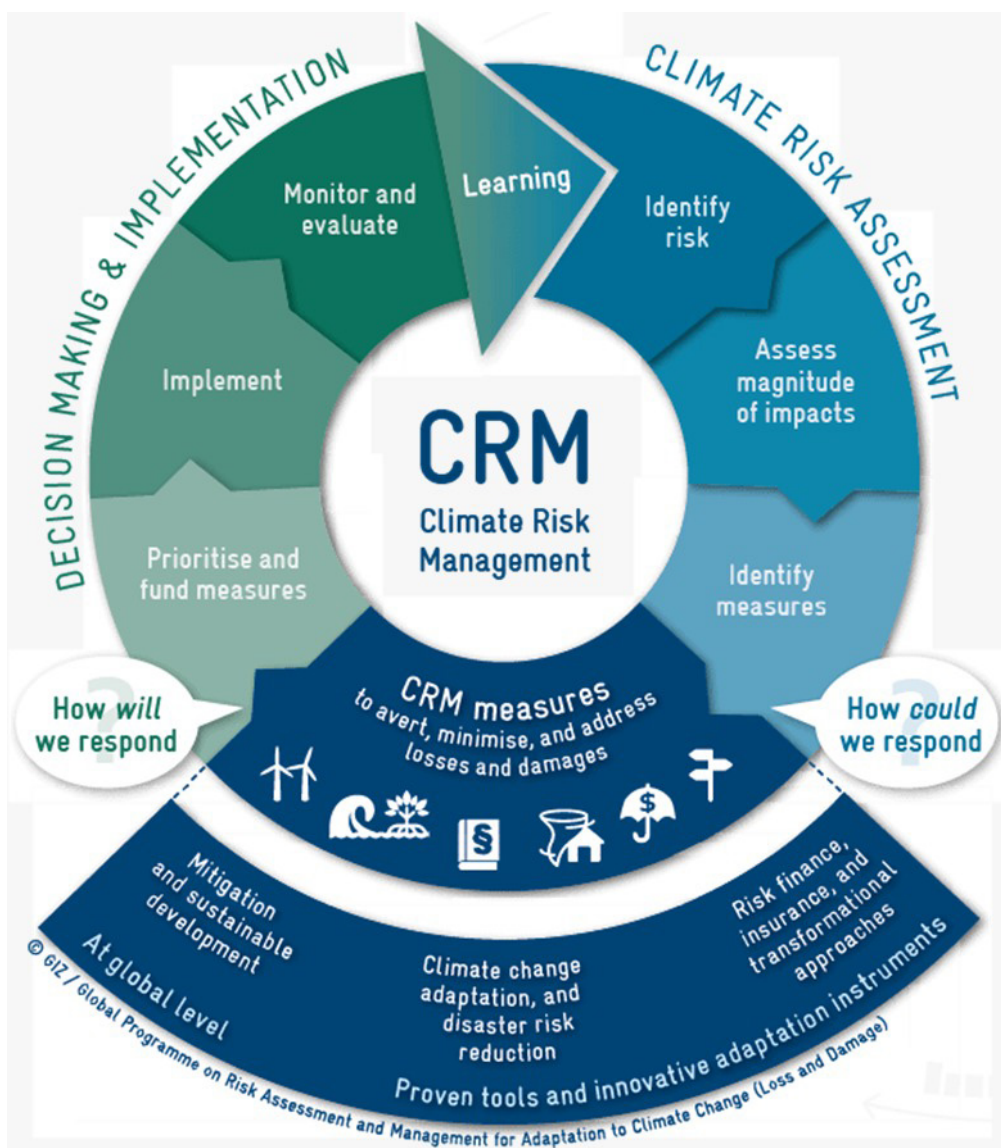 DECISION MAKING & IMPLEMENTATION
CLIMATE RISK ASSESSMENT
Learning
Identify
risk
Assess
magnitude
of impacts
Identify
measures
How could
we respond
?
CRM measures
to avert, minimise, and address
losses and damages
§
$
How will
we respond
?
Prioritise and
fund measures
Implement
Monitor and
evaluate
CRM
Climate Risk
Management
Mitigation
and sustainable
development
At global level
Climate change
adaptation, and
disaster risk
reduction
Risk finance,
insurance, and
transformational
approaches
Proven tools and innovative adaptation instruments
© GIZ / Global Programme on Risk Assessment and Management for Adaptation to Climate Change (Loss and Damage)